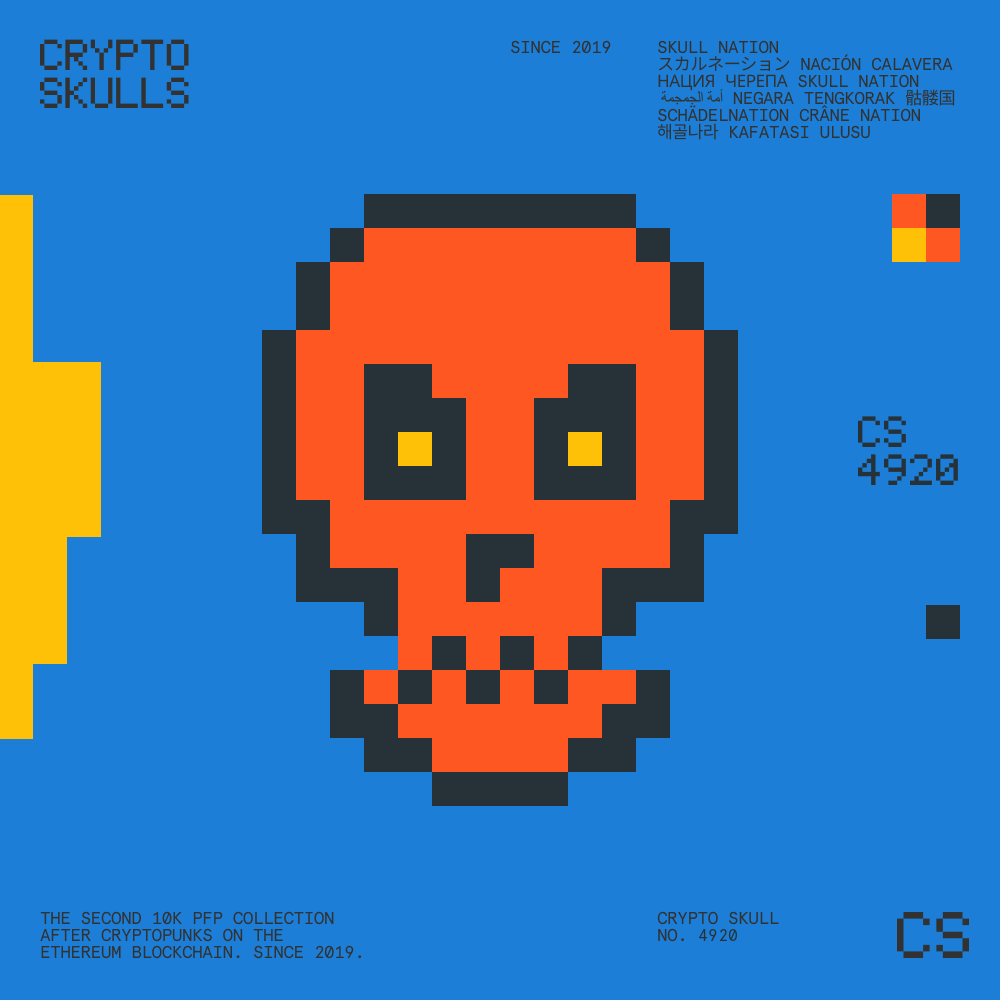 CRYPTO
SKULLS
SINCE 2019
SKULL NATION
スカルネーション NACIÓN CALAVERA
НАЦИЯ ЧЕРЕПА SKULL NATION
أمة الجمجمة NEGARA TENGKORAK 骷髅国
SCHÄDELNATION CRÂNE NATION
해골나라 KAFATASI ULUSU
CS
4920
THE SECOND 10K PFP COLLECTION
AFTER CRYPTOPUNKS ON THE
ETHEREUM BLOCKCHAIN. SINCE 2019.
CRYPTO SKULL
NO. 4920
CS